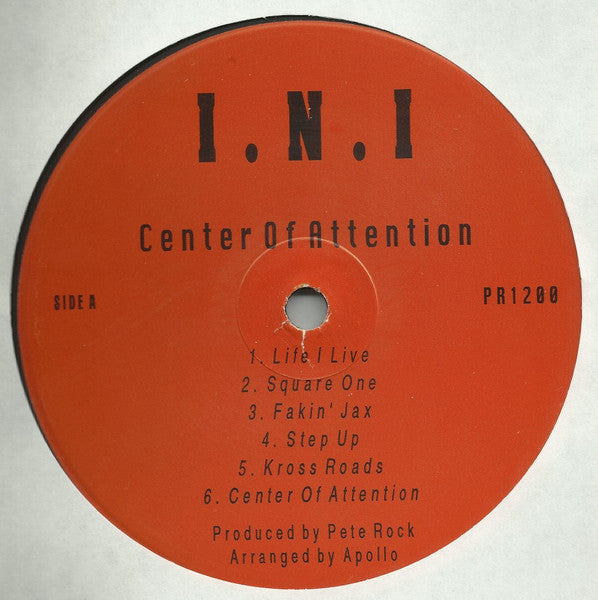 I.N.I
Center Of Attention
SIDE A
PR1200
1. Life I Live
2. Square One
3. Fakin' Jax
4. Step Up
5. Kross Roads
6. Center Of Attention
Produced by Pete Rock
Arranged by Apollo